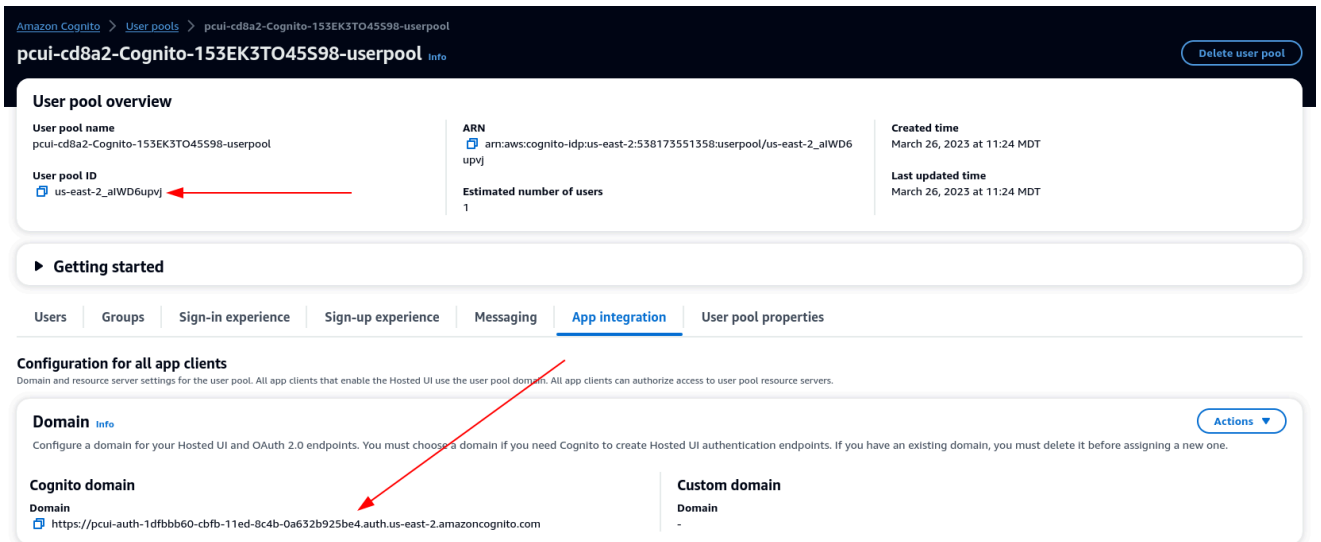 Amazon Cognito > User pools > pcui-cd8a2-Cognito-153EK3TO45S98-userpool
pcui-cd8a2-Cognito-153EK3TO45S98-userpool Info
Delete user pool
User pool overview
User pool name
pcui-cd8a2-Cognito-153EK3TO45S98-userpool
User pool ID
us-east-2_aIWD6upvj
ARN
arn:aws:cognito-idp:us-east-2:538173551358:userpool/us-east-2_aIWD6
upvj
Estimated number of users
1
Created time
March 26, 2023 at 11:24 MDT
Last updated time
March 26, 2023 at 11:24 MDT
Getting started
Users Groups Sign-in experience Sign-up experience Messaging App integration User pool properties
Configuration for all app clients
Domain and resource server settings for the user pool. All app clients that enable the Hosted UI use the user pool domain. All app clients can authorize access to user pool resource servers.
Domain Info
Actions
Configure a domain for your Hosted UI and OAuth 2.0 endpoints. You must choose a domain if you need Cognito to create Hosted UI authentication endpoints. If you have an existing domain, you must delete it before assigning a new one.
Cognito domain
Domain
https://pcui-auth-1dfbbb60-cbfb-11ed-8c4b-0a632b925be4.auth.us-east-2.amazoncognito.com
Custom domain
Domain
-